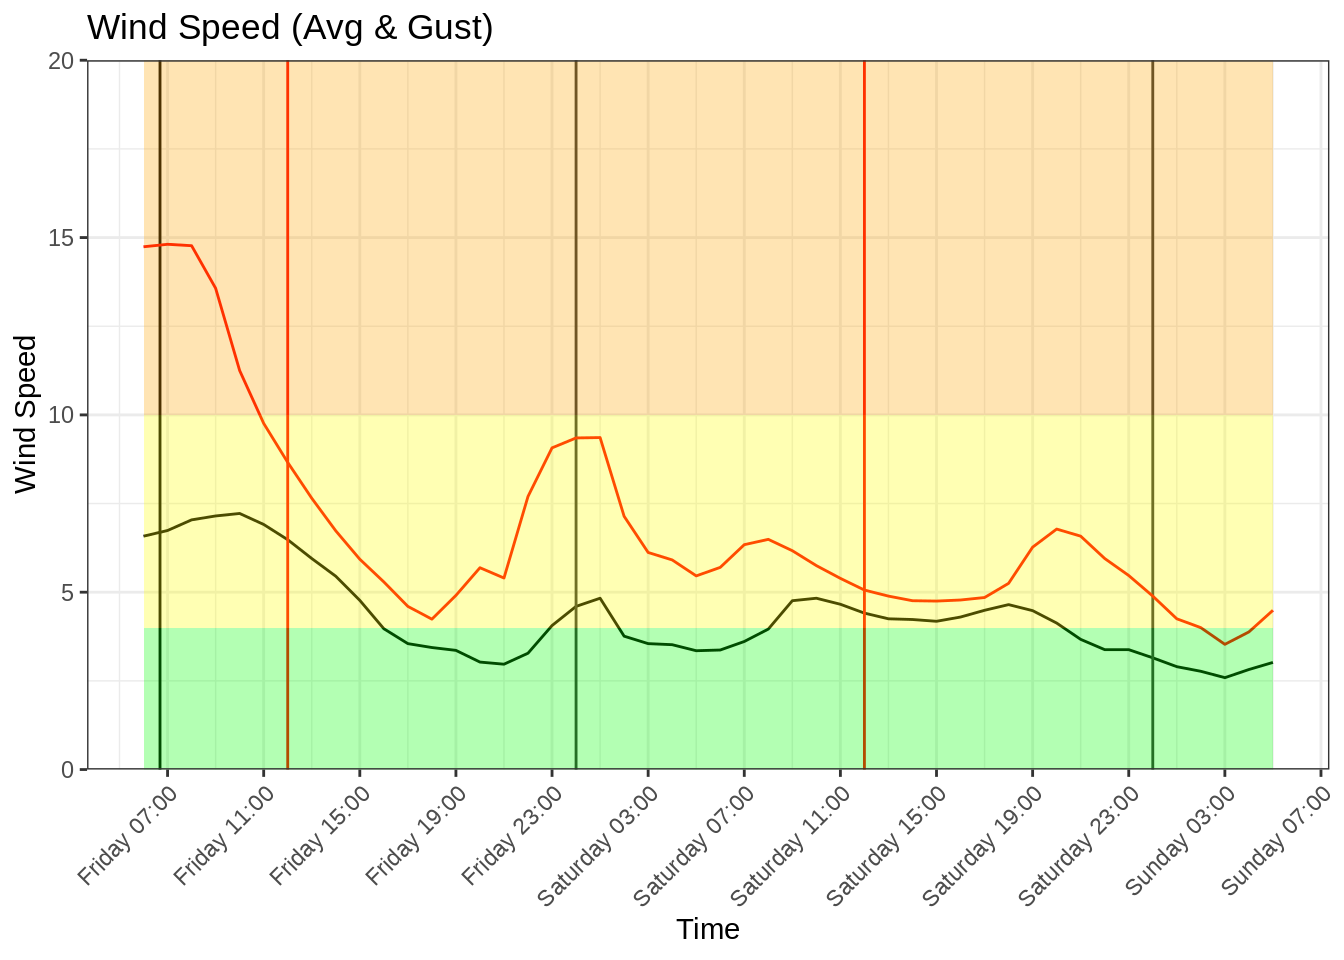 Wind Speed (Avg & Gust)
20
15
10
5
0
Wind Speed
Friday 07:00
Friday 11:00
Friday 15:00
Friday 19:00
Friday 23:00
Saturday 03:00
Saturday 07:00
Saturday 11:00
Saturday 15:00
Saturday 19:00
Saturday 23:00
Sunday 03:00
Sunday 07:00
Time